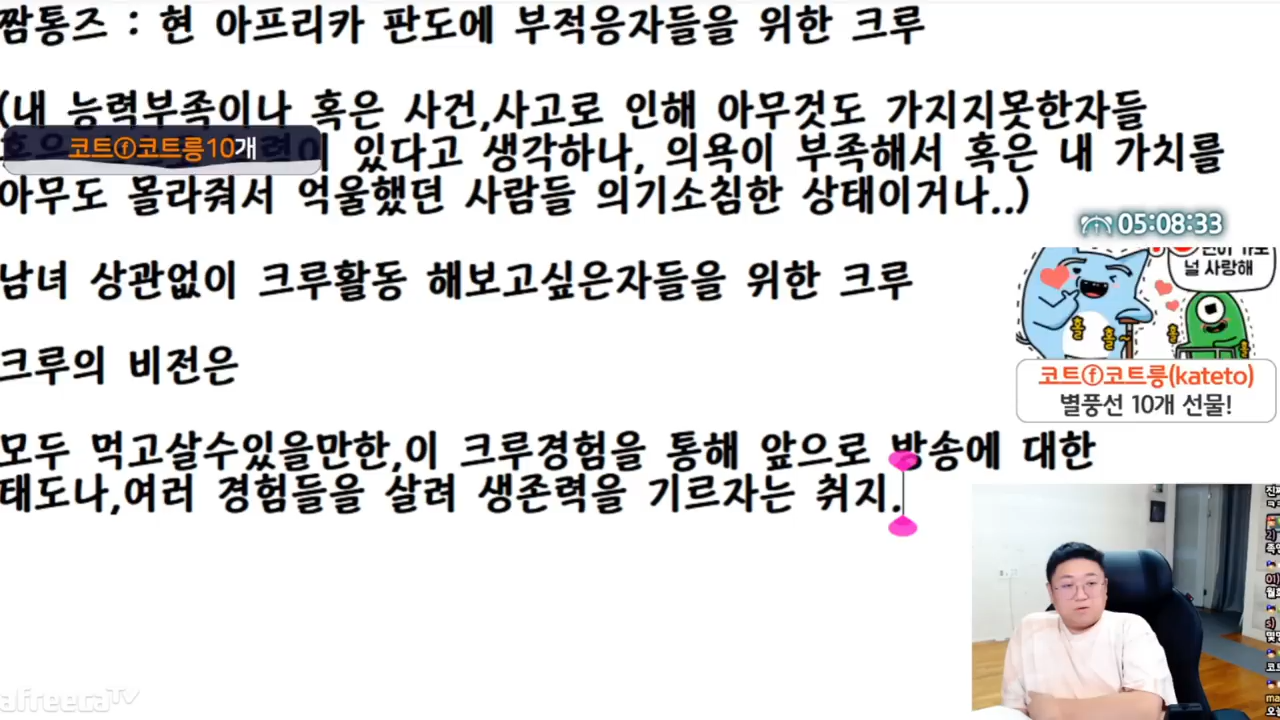 짬통즈 : 현 아프리카 판도에 부적응자들을 위한 크루
(내 능력부족이나 혹은 사건,사고로 인해 아무것도 가지지못한자들
코트ⓕ코트릉10개
있다고 생각하나, 의욕이 부족해서 혹은 내 가치를
아무도 몰라줘서 억울했던 사람들 의기소침한 상태이거나..)
05:08:33
널 사랑해
홀 홀~
홀
홀
남녀 상관없이 크루활동 해보고싶은자들을 위한 크루
크루의 비전은
코트ⓕ코트릉(kateto)
별풍선 10개 선물!
모두 먹고살수있을만한,이 크루경험을 통해 앞으로 방송에 대한
태도나,여러 경험들을 살려 생존력을 기르자는 취지.
afreecaTV